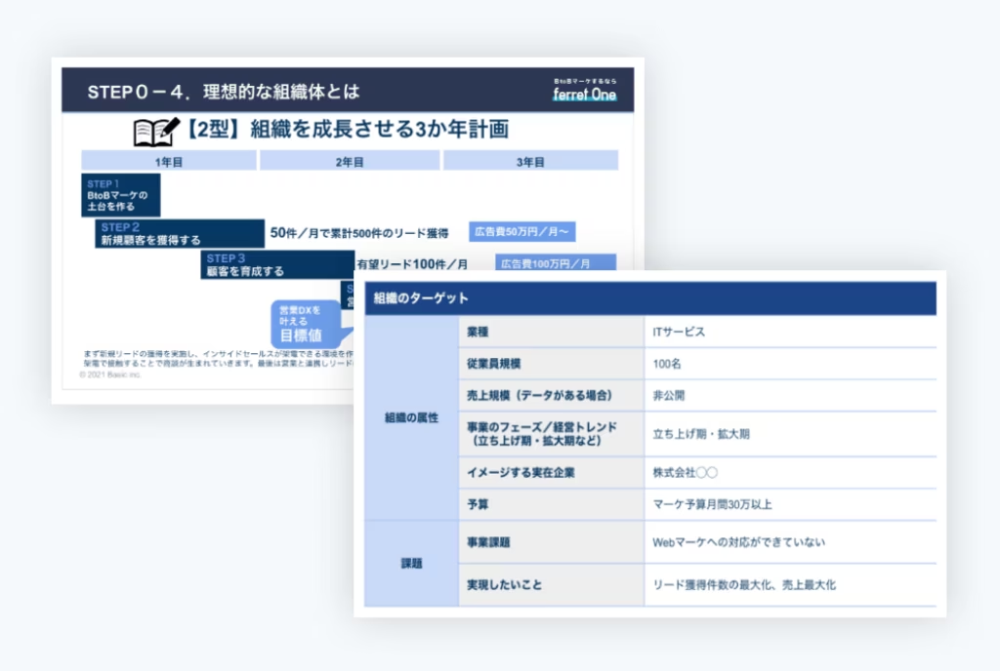 STEP0-4．理想的な組織体とは
BtoBマーケするなら
ferret One
【2型】組織を成長させる3か年計画
1年目
2年目
3年目
STEP1
BtoBマーケの
土台を作る
STEP2
新規顧客を獲得する
50件／月で累計500件のリード獲得
広告費50万円／月～
STEP3
顧客を育成する
有望リード100件／月
広告費100万円／月
営業DXを
叶える
目標値
まず新規リードの獲得を実施し、インサイドセールスが架電できる環境を作
架電で接触することで商談が生まれていきます。最後は営業と連携しリード
© 2021 Basic inc.
組織のターゲット
組織の属性
業種
ITサービス
従業員規模
100名
売上規模（データがある場合）
非公開
事業のフェーズ／経営トレンド
（立ち上げ期・拡大期など）
立ち上げ期・拡大期
イメージする実在企業
株式会社〇〇
予算
マーケ予算月間30万以上
課題
事業課題
Webマーケへの対応ができていない
実現したいこと
リード獲得件数の最大化、売上最大化